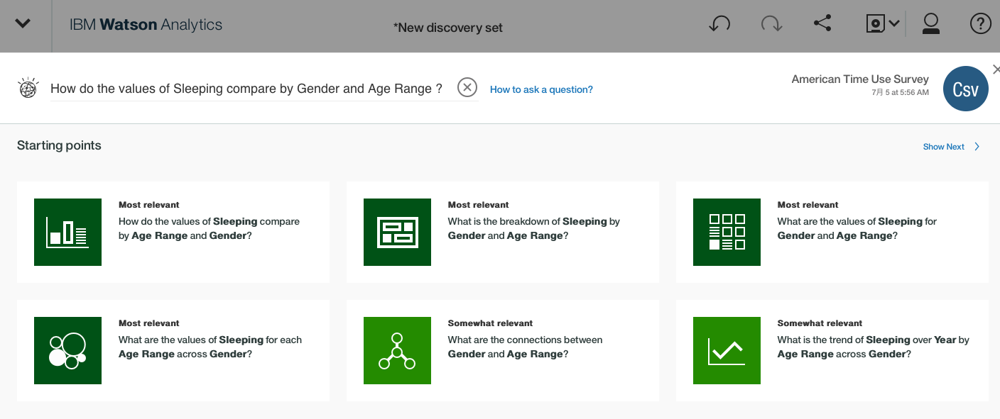 IBM Watson Analytics
*New discovery set
How do the values of Sleeping compare by Gender and Age Range ?
How to ask a question?
American Time Use Survey
7月 5 at 5:56 AM
Csv
Starting points
Show Next
Most relevant
How do the values of Sleeping compare
by Age Range and Gender?
Most relevant
What is the breakdown of Sleeping by
Gender and Age Range?
Most relevant
What are the values of Sleeping for
Gender and Age Range?
Most relevant
What are the values of Sleeping for each
Age Range across Gender?
Somewhat relevant
What are the connections between
Gender and Age Range?
Somewhat relevant
What is the trend of Sleeping over Year by
Age Range across Gender?